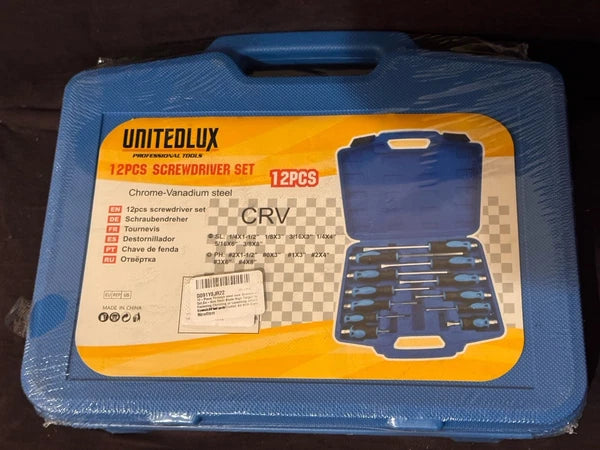 UNITEDLUX
PROFESSIONAL TOOLS
12PCS SCREWDRIVER SET
12PCS
Chrome-Vanadium steel
CRV
EN 12pcs screwdriver set
DE Schraubendreher
FR Tournevis
ES Destornillador
PT Chave de fenda
RU Отвёртка
SL: 1/4X1-1/2" 1/8X3" 3/16X3" 1/4X4"
5/16X6" 3/8X8"
PH: #2X1-1/2" #0X3" #1X3" #2X4"
#3X6" #4X8"
EU REP
MADE IN CHINA